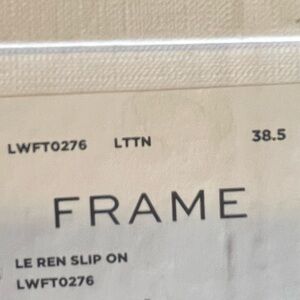 LWFT0276 LTTN 38.5
FRAME
LE REN SLIP ON
LWFT0276